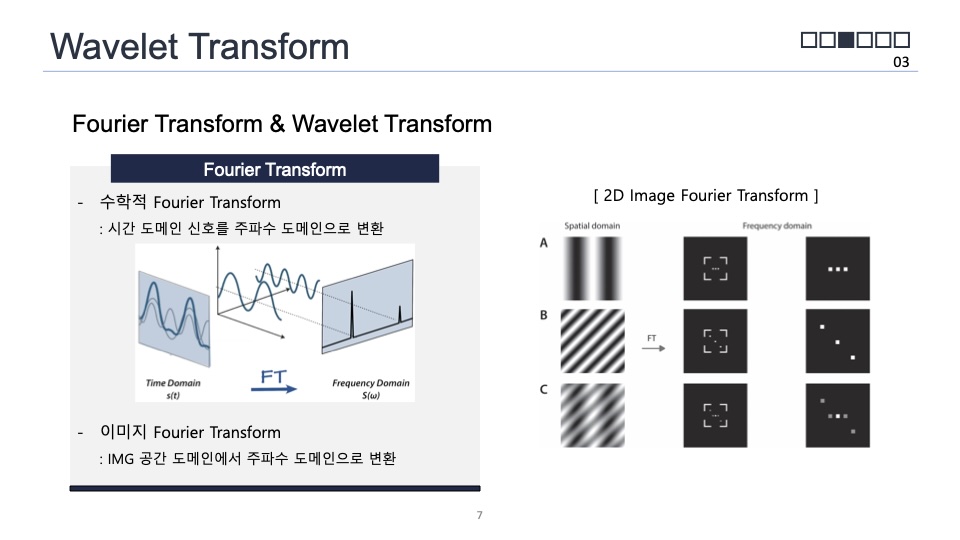 Wavelet Transform
03
Fourier Transform & Wavelet Transform
Fourier Transform
- 수학적 Fourier Transform
: 시간 도메인 신호를 주파수 도메인으로 변환
Time Domain
s(t)
FT
Frequency Domain
S(ω)
- 이미지 Fourier Transform
: IMG 공간 도메인에서 주파수 도메인으로 변환
[ 2D Image Fourier Transform ]
Spatial domain
Frequency domain
A
B
FT
C
7